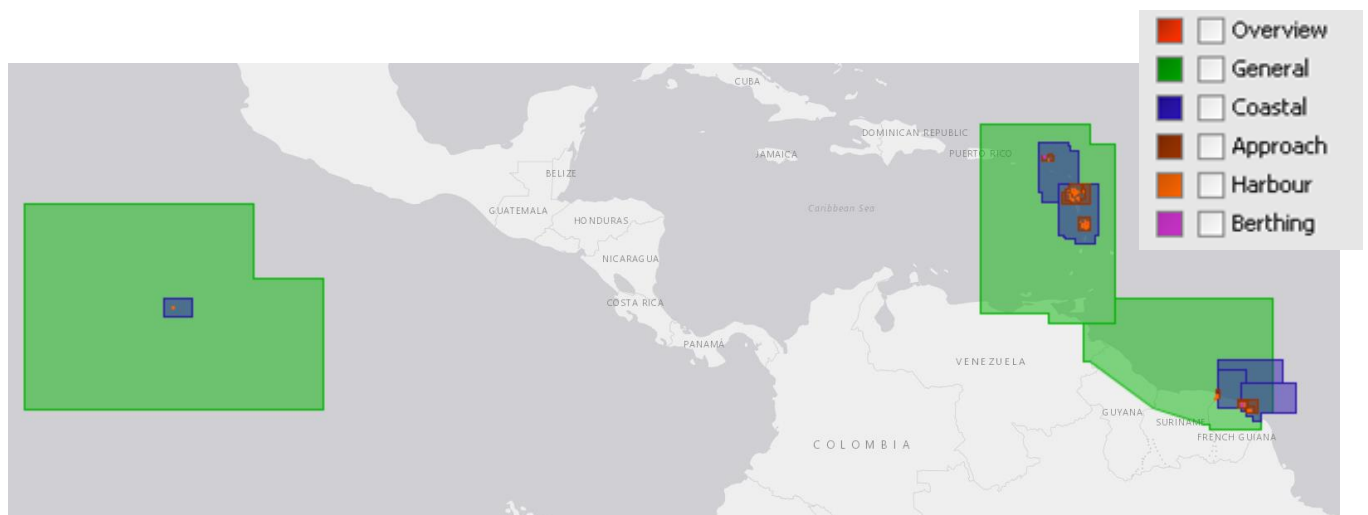 Overview
General
Coastal
Approach
Harbour
Berthing
CUBA
DOMINICAN REPUBLIC
JAMAICA
PUERTO RICO
BELIZE
Caribbean Sea
GUATEMALA
HONDURAS
NICARAGUA
COSTA RICA
PANAMÁ
VENEZUELA
GUYANA
SURINAME
FRENCH GUIANA
COLOMBIA